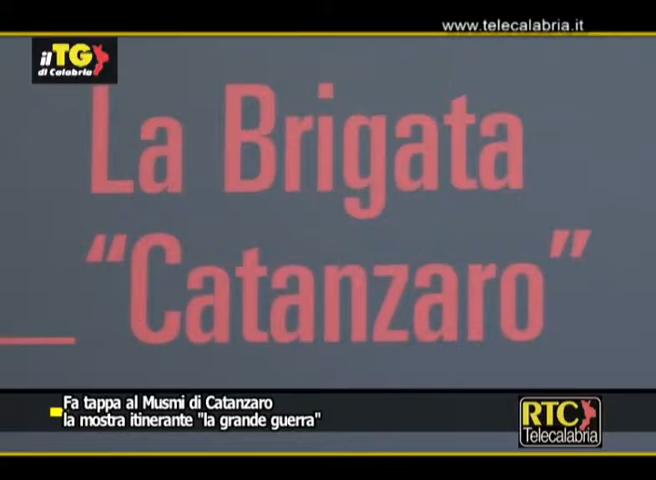 www.telecalabria.it
il TG
di Calabria
La Brigata
“Catanzaro”
Fa tappa al Musmi di Catanzaro
la mostra itinerante "la grande guerra"
RTC
Telecalabria